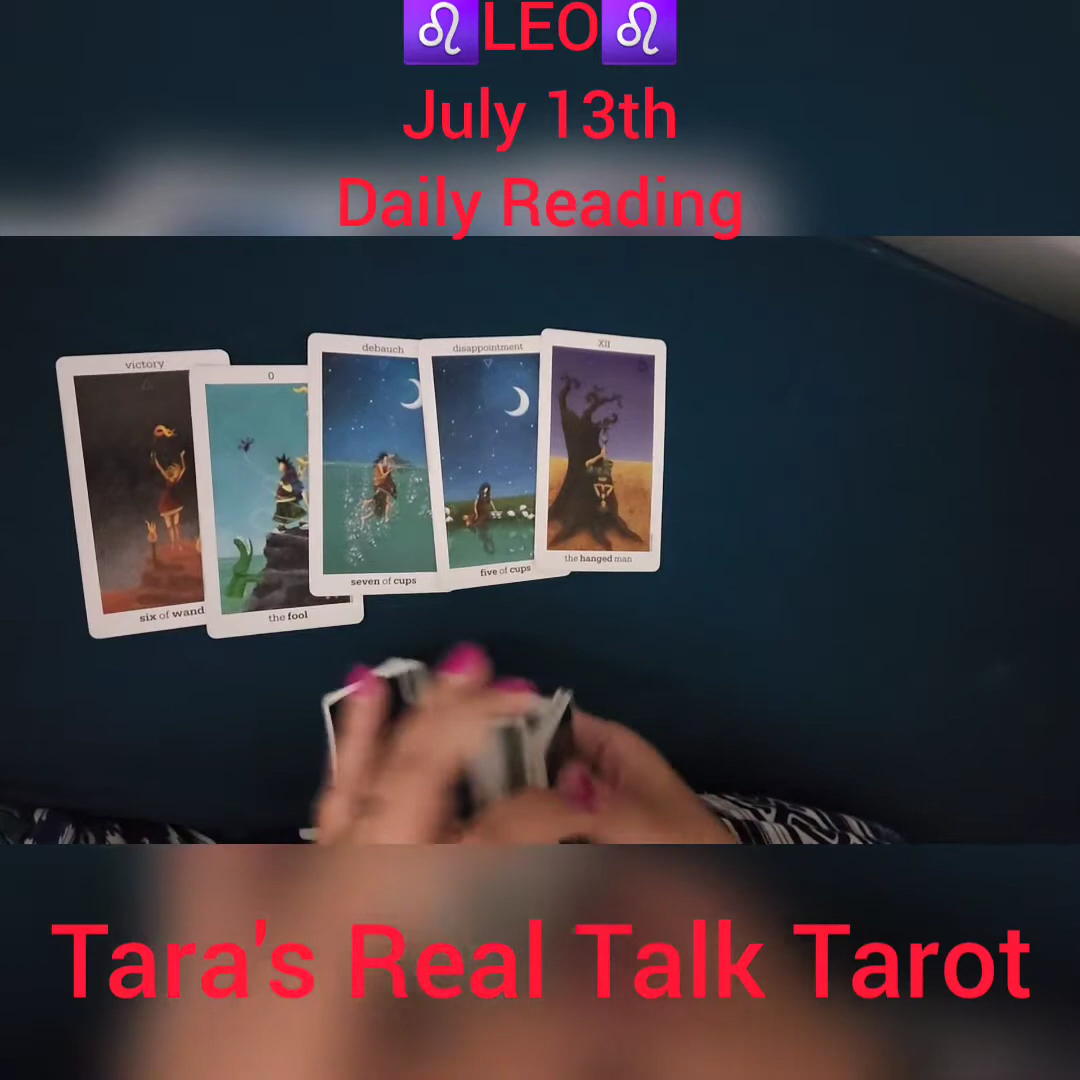 ♌LEO♌
July 13th
Daily Reading
victory
six of wand
0
the fool
debauch
seven of cups
disappointment
five of cups
XII
the hanged man
Tara's Real Talk Tarot